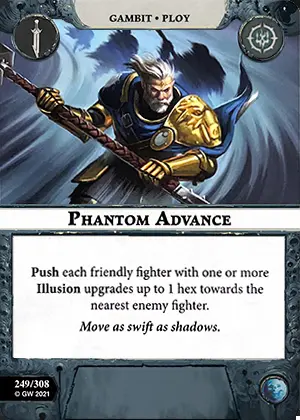 GAMBIT • PLOY
PHANTOM ADVANCE
Push each friendly fighter with one or more
Illusion upgrades up to 1 hex towards the
nearest enemy fighter.
Move as swift as shadows.
249/308
© GW 2021